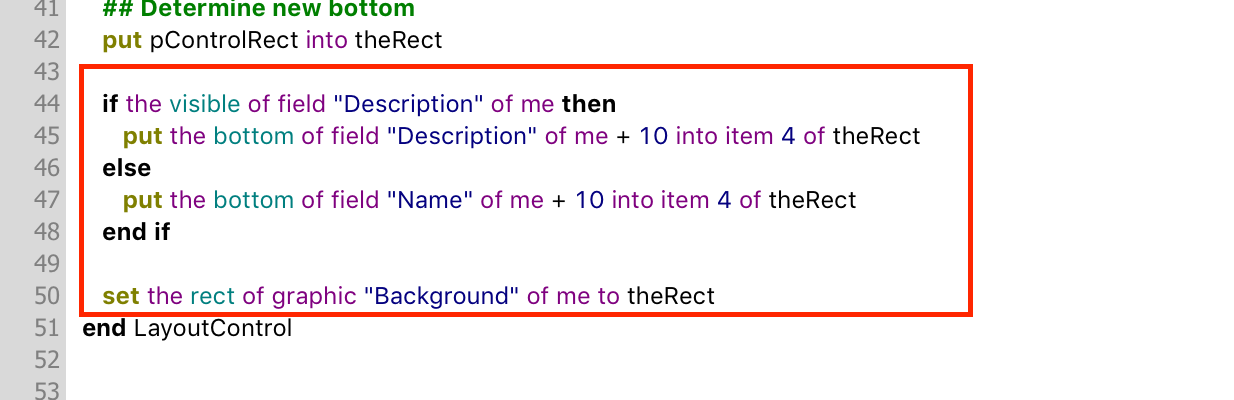 41 ## Determine new bottom
42 put pControlRect into theRect
43
44 if the visible of field "Description" of me then
45 put the bottom of field "Description" of me + 10 into item 4 of theRect
46 else
47 put the bottom of field "Name" of me + 10 into item 4 of theRect
48 end if
49
50 set the rect of graphic "Background" of me to theRect
51 end LayoutControl
52
53